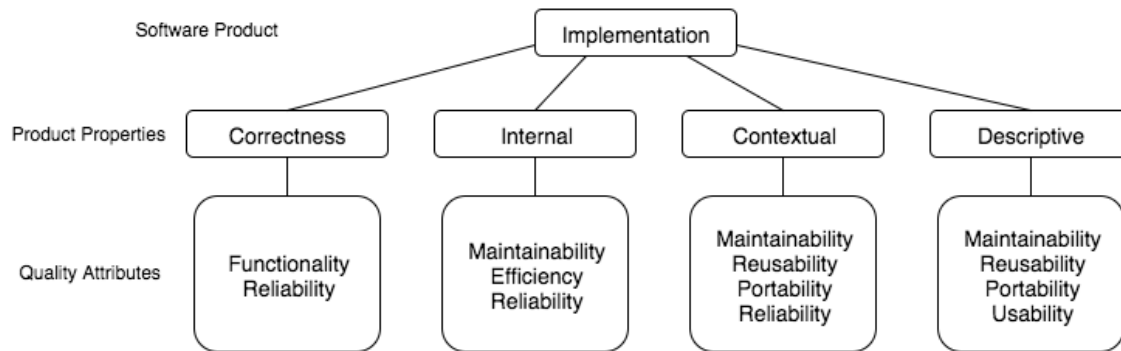 Software Product
Implementation
Product Properties
Correctness
Internal
Contextual
Descriptive
Quality Attributes
Functionality
Reliability
Maintainability
Efficiency
Reliability
Maintainability
Reusability
Portability
Reliability
Maintainability
Reusability
Portability
Usability